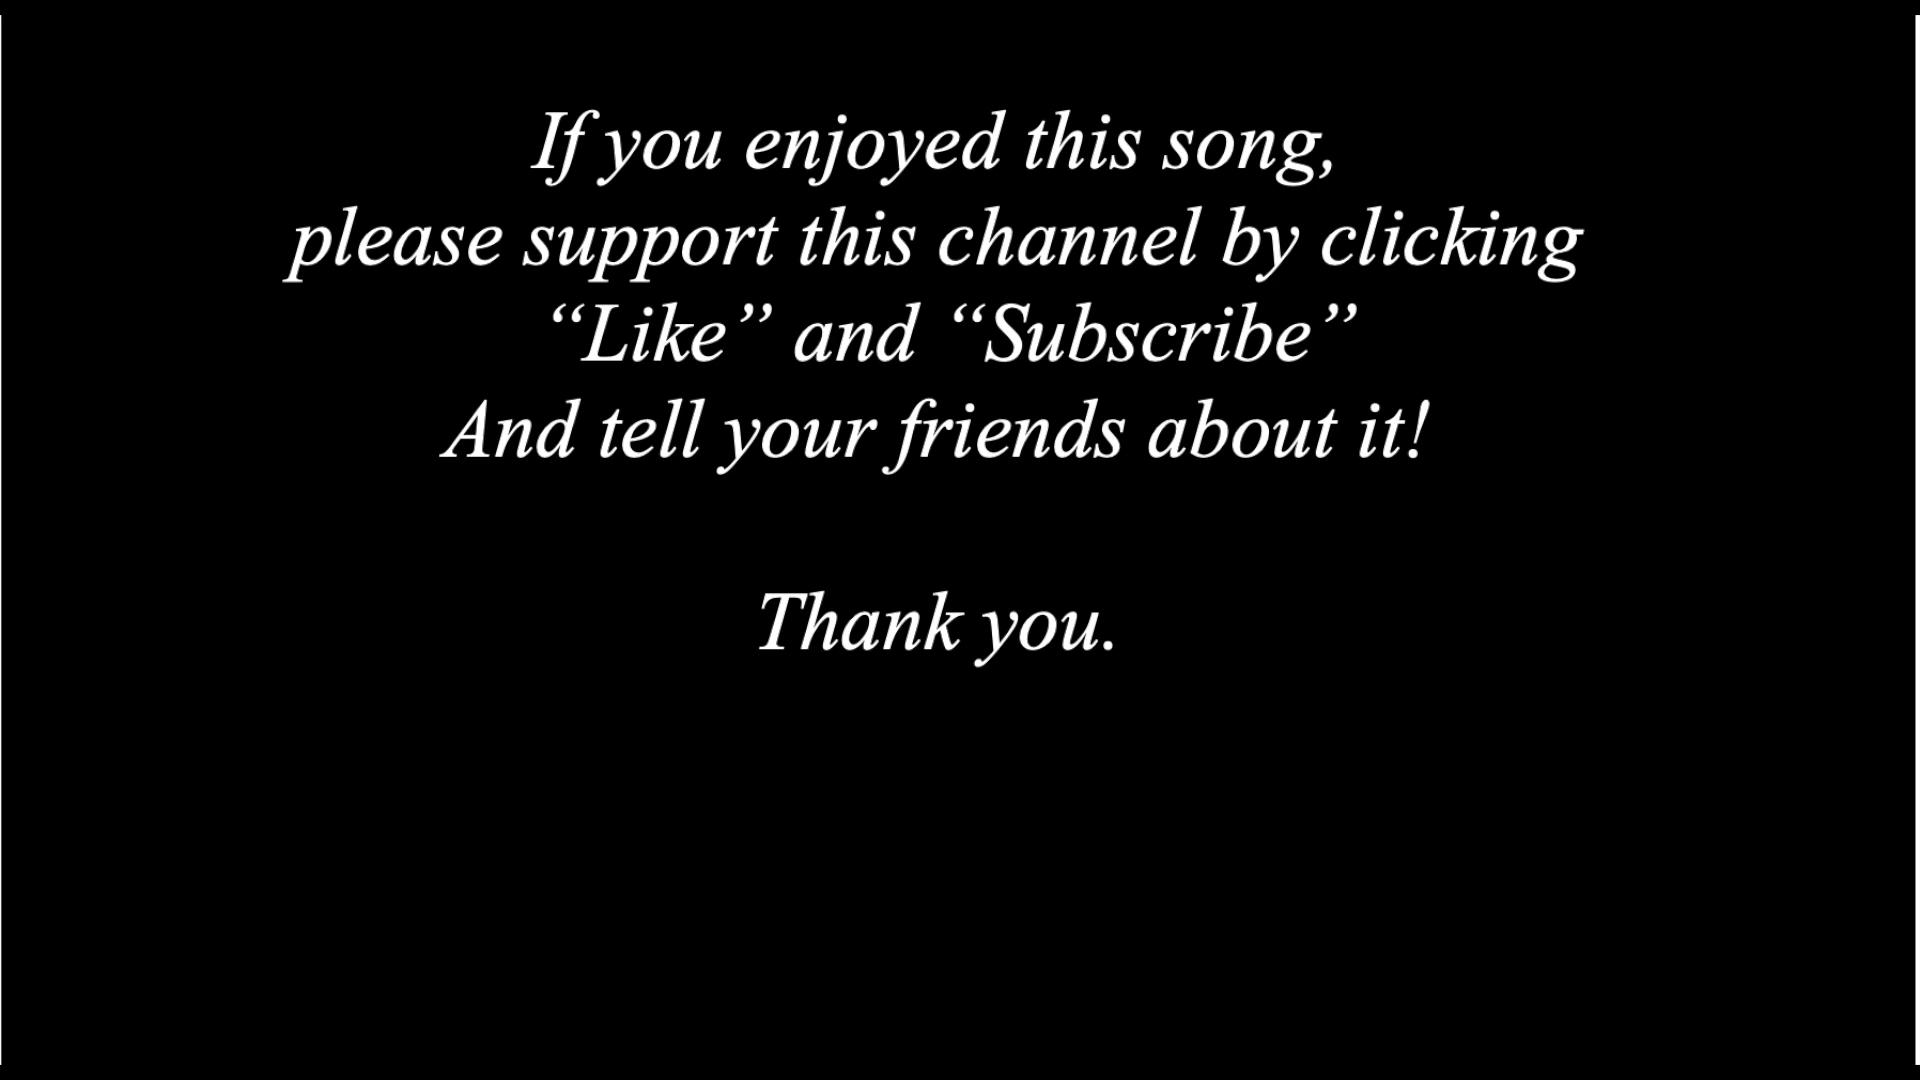 If you enjoyed this song,
please support this channel by clicking
“Like” and “Subscribe”
And tell your friends about it!
Thank you.